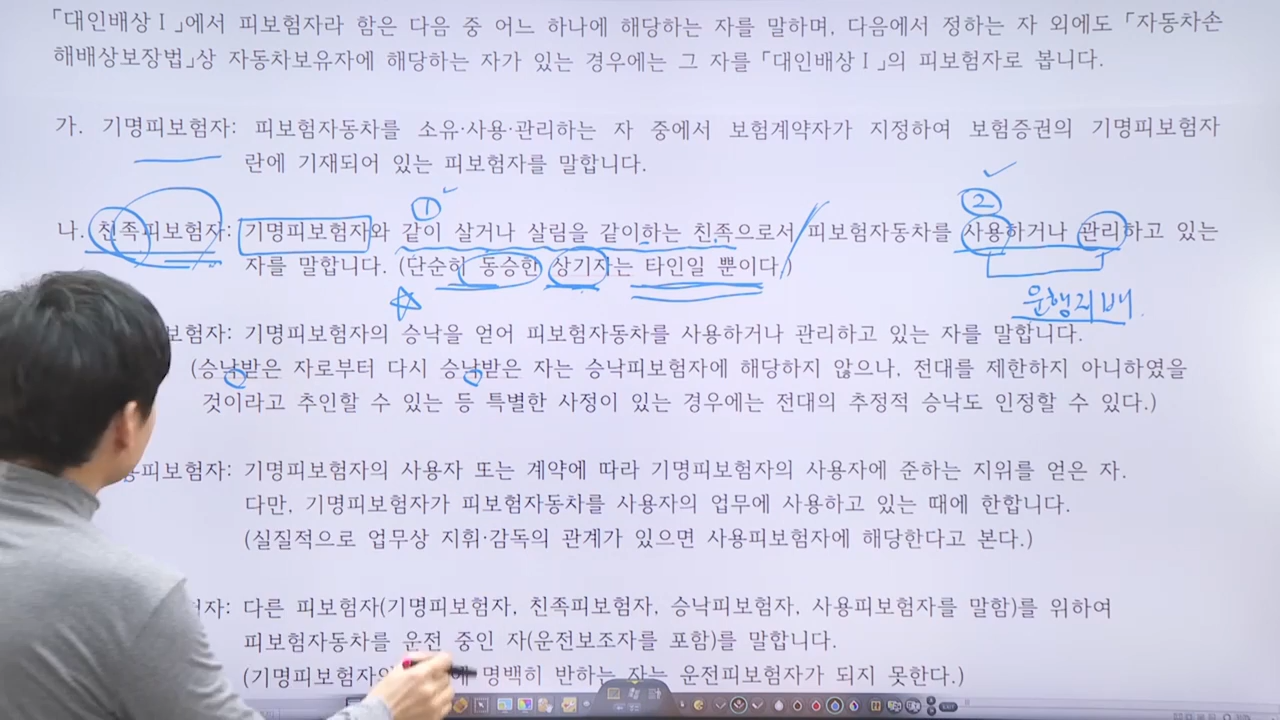 「대인배상Ⅰ」에서 피보험자라 함은 다음 중 어느 하나에 해당하는 자를 말하며, 다음에서 정하는 자 외에도 「자동차손
해배상보장법」상 자동차보유자에 해당하는 자가 있는 경우에는 그 자를 「대인배상Ⅰ」의 피보험자로 봅니다.
가. 기명피보험자: 피보험자동차를 소유·사용·관리하는 자 중에서 보험계약자가 지정하여 보험증권의 기명피보험자
란에 기재되어 있는 피보험자를 말합니다.
① ②
나. 친족피보험자: 기명피보험자와 같이 살거나 살림을 같이하는 친족으로서 피보험자동차를 사용하거나 관리하고 있는
자를 말합니다. (단순히 동승한 상기자는 타인일 뿐이다.)
운행지배
보험자: 기명피보험자의 승낙을 얻어 피보험자동차를 사용하거나 관리하고 있는 자를 말합니다.
(승낙받은 자로부터 다시 승낙받은 자는 승낙피보험자에 해당하지 않으나, 전대를 제한하지 아니하였을
것이라고 추인할 수 있는 등 특별한 사정이 있는 경우에는 전대의 추정적 승낙도 인정할 수 있다.)
피보험자: 기명피보험자의 사용자 또는 계약에 따라 기명피보험자의 사용자에 준하는 지위를 얻은 자.
다만, 기명피보험자가 피보험자동차를 사용자의 업무에 사용하고 있는 때에 한합니다.
(실질적으로 업무상 지휘·감독의 관계가 있으면 사용피보험자에 해당한다고 본다.)
험자: 다른 피보험자(기명피보험자, 친족피보험자, 승낙피보험자, 사용피보험자를 말함)를 위하여
피보험자동차를 운전 중인 자(운전보조자를 포함)를 말합니다.
(기명피보험자의 명백히 반하는 자는 운전피보험자가 되지 못한다.)